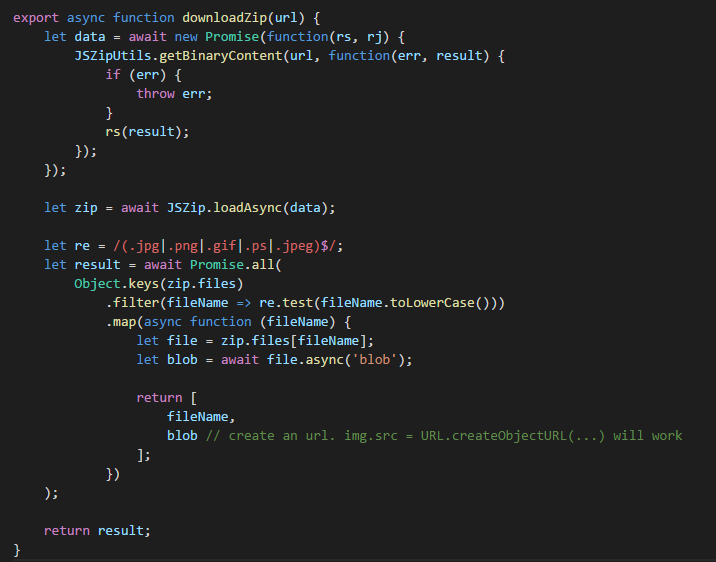 export async function downloadZip(url) {
    let data = await new Promise(function(rs, rj) {
        JSZipUtils.getBinaryContent(url, function(err, result) {
            if (err) {
                throw err;
            }
            rs(result);
        });
    });

    let zip = await JSZip.loadAsync(data);

    let re = /(.jpg|.png|.gif|.ps|.jpeg)$/;
    let result = await Promise.all(
        Object.keys(zip.files)
            .filter(fileName => re.test(fileName.toLowerCase()))
            .map(async function (fileName) {
                let file = zip.files[fileName];
                let blob = await file.async('blob');

                return [
                    fileName,
                    blob // create an url. img.src = URL.createObjectURL(...) will work
                ];
            })
    );

    return result;
}